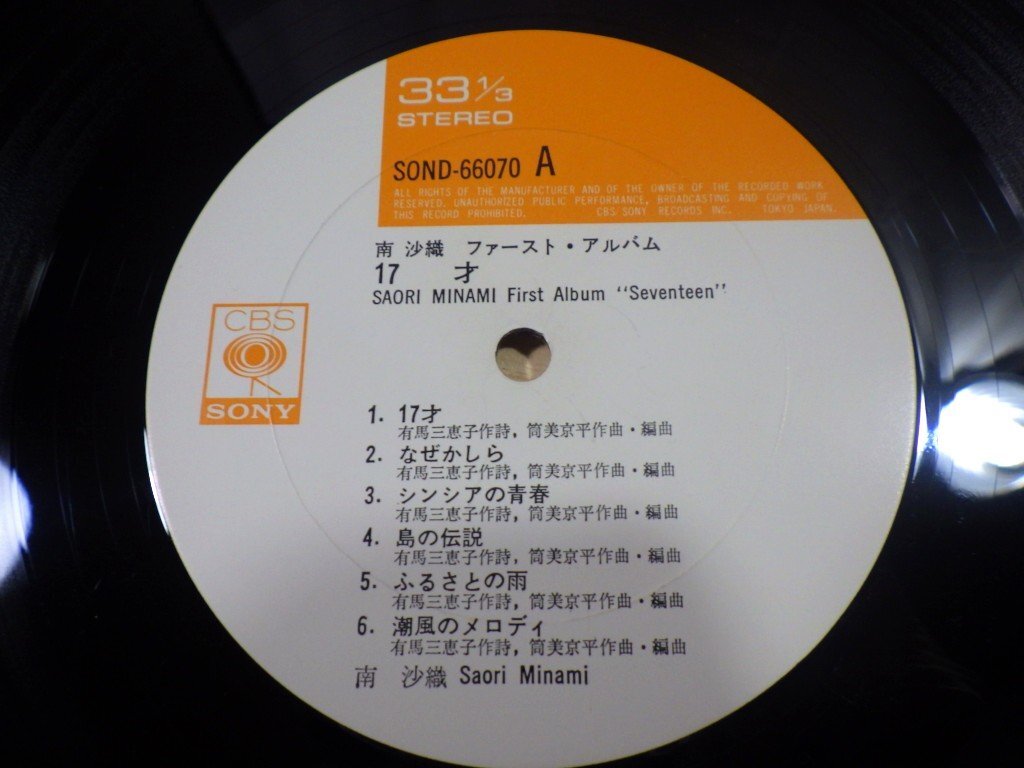 33 1/3
STEREO
SOND-66070 A
ALL RIGHTS OF THE MANUFACTURER AND OF THE OWNER OF THE RECORDED WORK
RESERVED. UNAUTHORIZED PUBLIC PERFORMANCE, BROADCASTING AND COPYING OF
THIS RECORD PROHIBITED. CBS SONY RECORDS INC. TOKYO JAPAN.
南 沙織 ファースト・アルバム
17 才
SAORI MINAMI First Album "Seventeen"
CBS
SONY
1. 17才
有馬三恵子作詩, 筒美京平作曲・編曲
2. なぜかしら
有馬三恵子作詩, 筒美京平作曲・編曲
3. シンシアの青春
有馬三恵子作詩, 筒美京平作曲・編曲
4. 島の伝説
有馬三恵子作詩, 筒美京平作曲・編曲
5. ふるさとの雨
有馬三恵子作詩, 筒美京平作曲・編曲
6. 潮風のメロディ
有馬三恵子作詩, 筒美京平作曲・編曲
南 沙織 Saori Minami